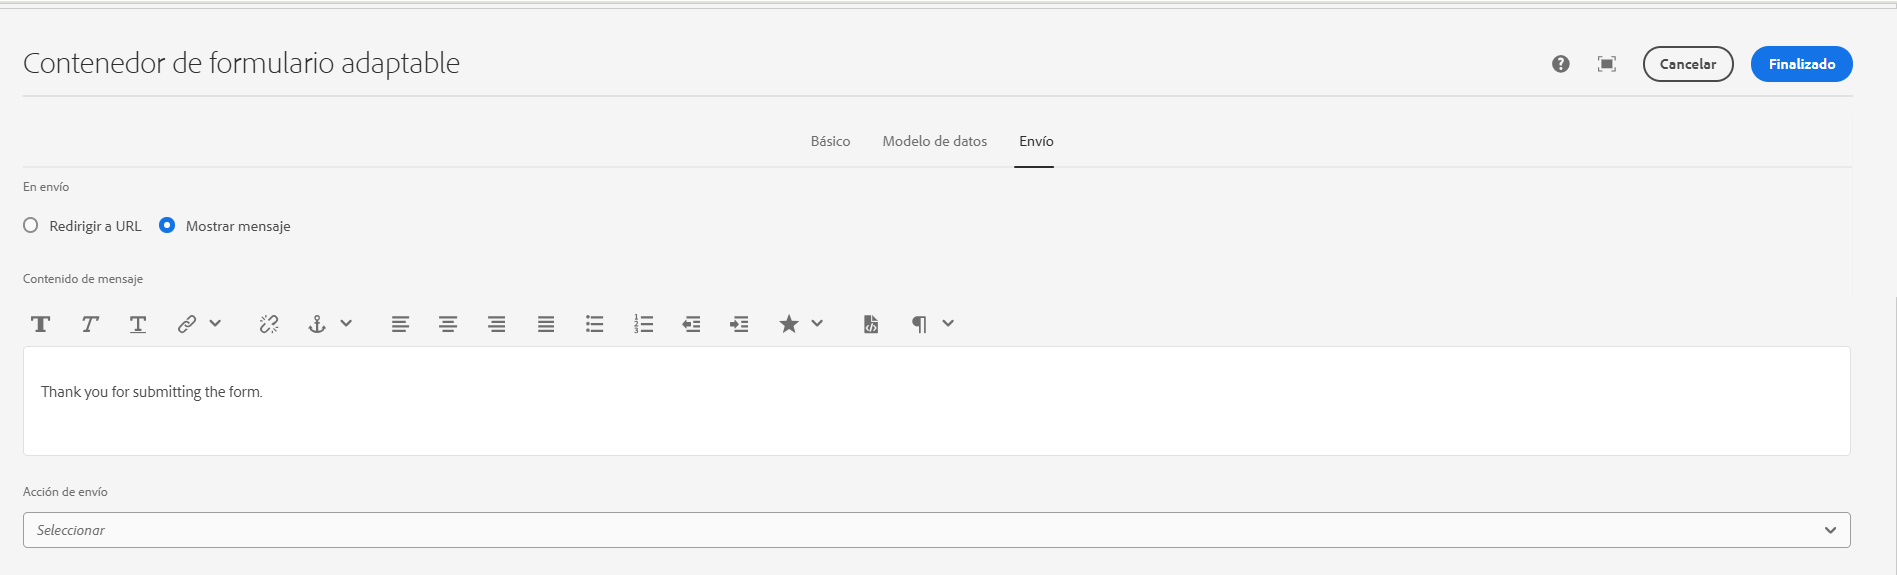 Contenedor de formulario adaptable
Cancelar
Finalizado
Básico
Modelo de datos
Envío
En envío
Redirigir a URL
Mostrar mensaje
Contenido de mensaje
Thank you for submitting the form.
Acción de envío
Seleccionar